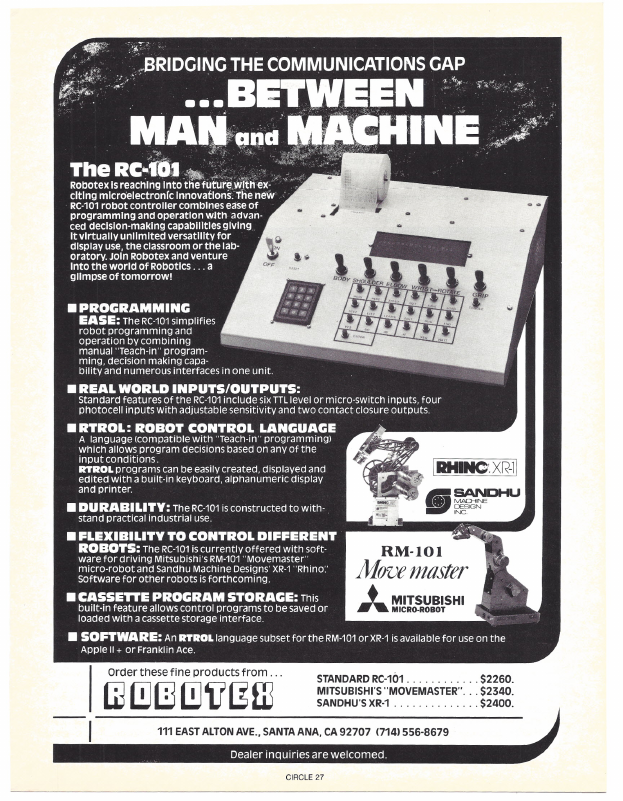 BRIDGING THE COMMUNICATIONS GAP
...BETWEEN
MAN and MACHINE
The RC-101
Robotex is reaching into the future with ex-
citing microelectronic innovations. The new
RC-101 robot controller combines ease of
programming and operation with advan-
ced decision-making capabilities giving
it virtually unlimited versatility for
display use, the classroom or the lab-
oratory. Join Robotex and venture
into the world of Robotics . . . a
glimpse of tomorrow!
ON
OFF
BODY SHOULDER ELBOW WRIST-ROTATE GRIP
■ PROGRAMMING
EASE: The RC-101 simplifies
robot programming and
operation by combining
manual "Teach-in" program-
ming, decision making capa-
bility and numerous interfaces in one unit.
■ REAL WORLD INPUTS/OUTPUTS:
Standard features of the RC-101 include six TTL level or micro-switch inputs, four
photocell inputs with adjustable sensitivity and two contact closure outputs.
■ RTROL: ROBOT CONTROL LANGUAGE
A language (compatible with "Teach-in" programming)
which allows program decisions based on any of the
input conditions.
RTROL programs can be easily created, displayed and
edited with a built-in keyboard, alphanumeric display
and printer.
■ DURABILITY: The RC-101 is constructed to with-
stand practical industrial use.
■ FLEXIBILITY TO CONTROL DIFFERENT
ROBOTS: The RC-101 is currently offered with soft-
ware for driving Mitsubishi's RM-101 "Movemaster"
micro-robot and Sandhu Machine Designs' XR-1 "Rhino."
Software for other robots is forthcoming.
■ CASSETTE PROGRAM STORAGE: This
built-in feature allows control programs to be saved or
loaded with a cassette storage interface.
■ SOFTWARE: An RTROL language subset for the RM-101 or XR-1 is available for use on the
Apple II + or Franklin Ace.
RHINO XR-1
SANDHU
MACHINE
DESIGN
INC.
RM-101
Move master
MITSUBISHI
MICRO-ROBOT
Order these fine products from . . .
ROBOTEX
STANDARD RC-101 . . . . . . . . . . . $2260.
MITSUBISHI'S "MOVEMASTER". . . $2340.
SANDHU'S XR-1 . . . . . . . . . . . . . $2400.
111 EAST ALTON AVE., SANTA ANA, CA 92707 (714) 556-8679
Dealer inquiries are welcomed.
CIRCLE 27